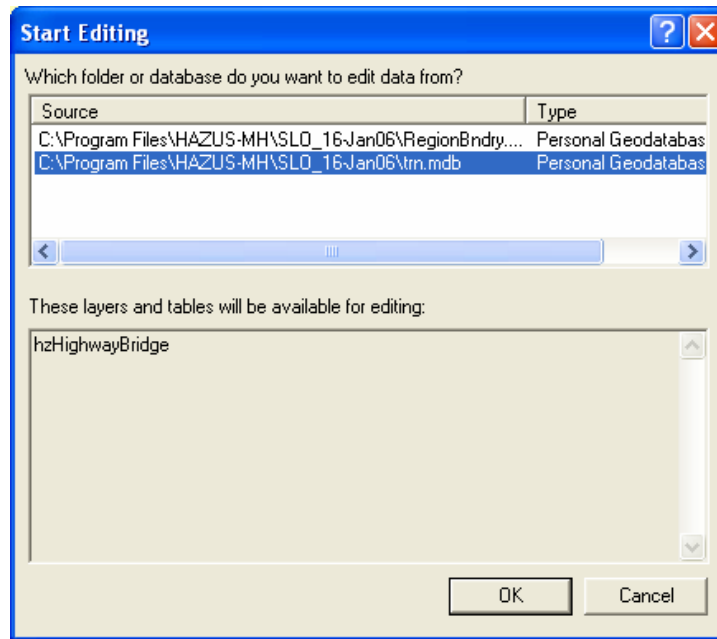 Start Editing
Which folder or database do you want to edit data from?
Source Type
C:\Program Files\HAZUS-MH\SLO_16-Jan06\RegionBndry.... Personal Geodatabas
C:\Program Files\HAZUS-MH\SLO_16-Jan06\trn.mdb Personal Geodatabas
These layers and tables will be available for editing:
hzHighwayBridge
OK Cancel